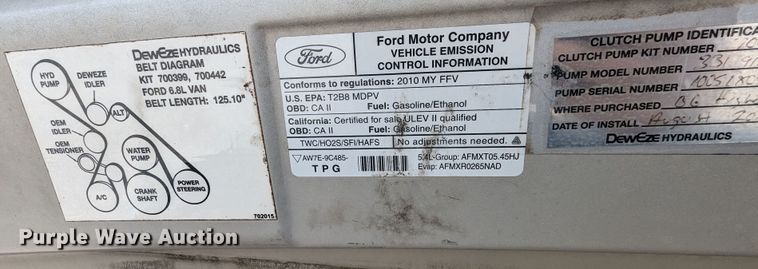 DewEze HYDRAULICS
BELT DIAGRAM
KIT 700399, 700442
FORD 6.8L VAN
BELT LENGTH: 125.10"
HYD
PUMP
DEWEZE
IDLER
OEM
IDLER
ALT
OEM
TENSIONER
WATER
PUMP
A/C
CRANK
SHAFT
POWER
STEERING
702015
Ford
Ford Motor Company
VEHICLE EMISSION
CONTROL INFORMATION
Conforms to regulations: 2010 MY FFV
U.S. EPA: T2B8 MDPV
OBD: CA II Fuel: Gasoline/Ethanol
California: Certified for sale ULEV II qualified
OBD: CA II Fuel: Gasoline/Ethanol
TWC/HO2S/SFI/HAFS No adjustments needed.
AW7E-9C485-
TPG
5.4L-Group: AFMXT05.45HJ
Evap: AFMXR0265NAD
CLUTCH PUMP IDENTIFICA
CLUTCH PUMP KIT NUMBER
PUMP MODEL NUMBER
PUMP SERIAL NUMBER
WHERE PURCHASED
DATE OF INSTALL August 20
DewEze HYDRAULICS
Purple Wave Auction